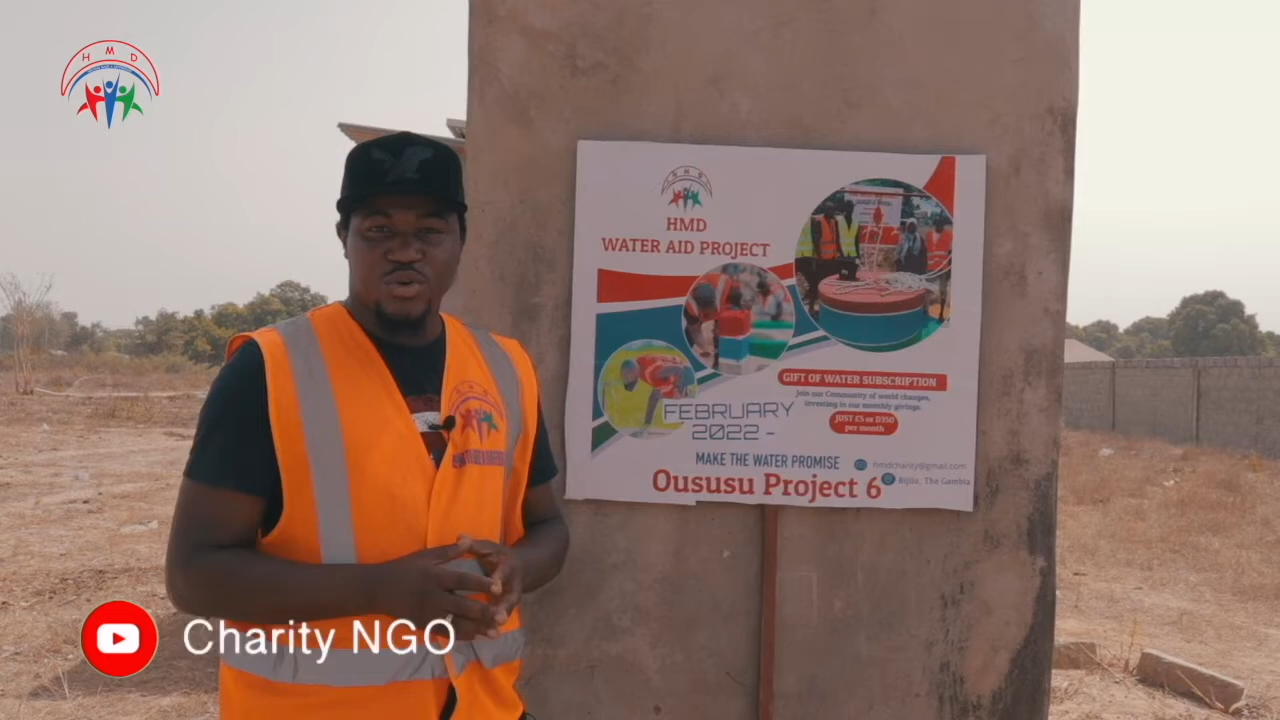 H M D
HMD
WATER AID PROJECT
GIFT OF WATER SUBSCRIPTION
Join our Community of world changes,
investing in our monthly givings.
JUST £5 or D350
per month
FEBRUARY
2022 -
MAKE THE WATER PROMISE
hmdcharity@gmail.com
Bijilo, The Gambia
Oususu Project 6
Charity NGO